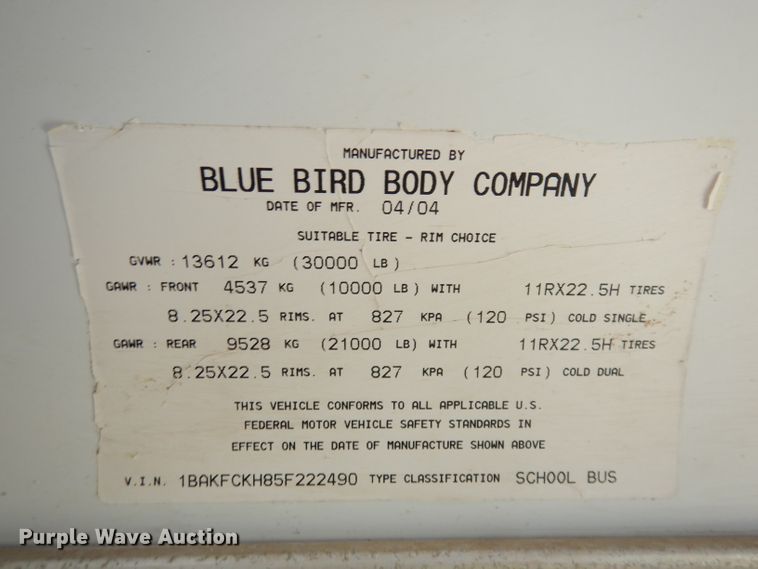 MANUFACTURED BY
BLUE BIRD BODY COMPANY
DATE OF MFR. 04/04
SUITABLE TIRE - RIM CHOICE
GVWR : 13612 KG (30000 LB)
GAWR : FRONT 4537 KG (10000 LB) WITH 11RX22.5H TIRES
8.25X22.5 RIMS. AT 827 KPA (120 PSI) COLD SINGLE
GAWR : REAR 9528 KG (21000 LB) WITH 11RX22.5H TIRES
8.25X22.5 RIMS. AT 827 KPA (120 PSI) COLD DUAL
THIS VEHICLE CONFORMS TO ALL APPLICABLE U.S.
FEDERAL MOTOR VEHICLE SAFETY STANDARDS IN
EFFECT ON THE DATE OF MANUFACTURE SHOWN ABOVE
V.I.N. 1BAKFCKH85F222490 TYPE CLASSIFICATION SCHOOL BUS
Purple Wave Auction